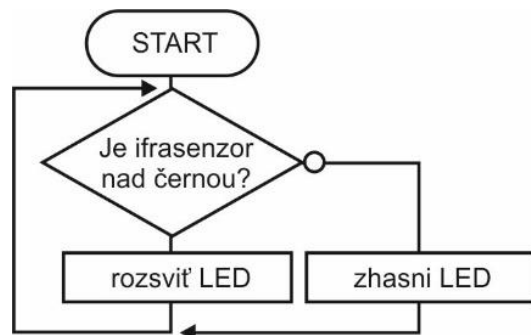 START
Je ifrasenzor
nad černou?
rozsviť LED
zhasni LED